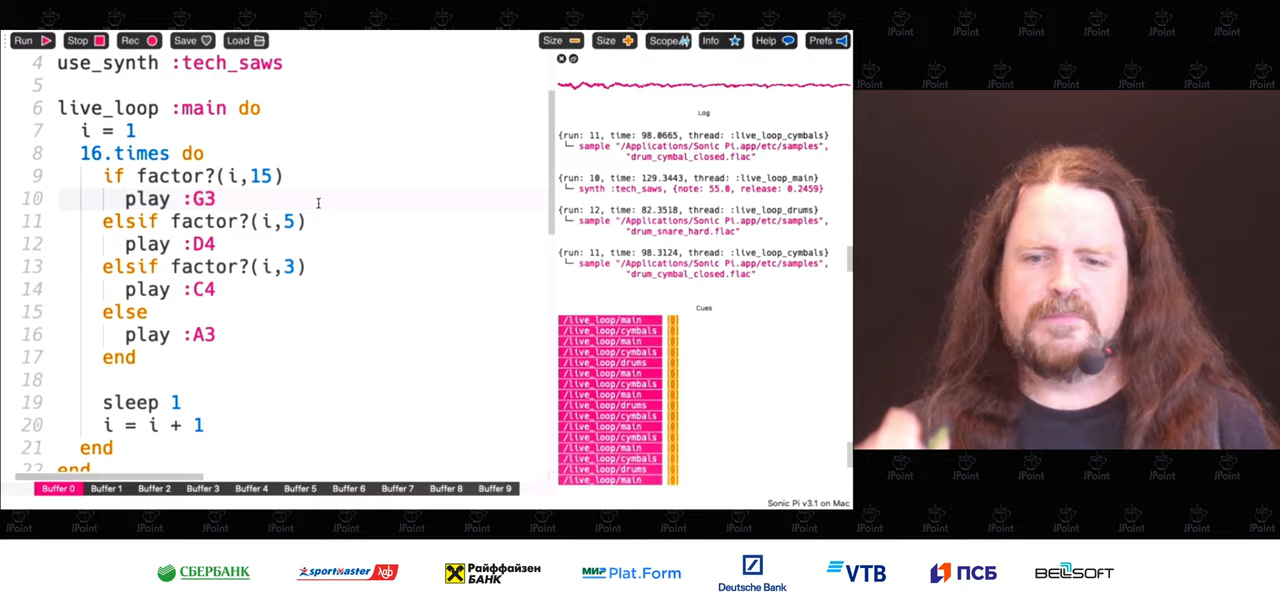 Run Stop Rec Save Load Size Size Scope Info Help Prefs
4 use_synth :tech_saws
5
6 live_loop :main do
7 i = 1
8 16.times do
9 if factor?(i,15)
10 play :G3
11 elsif factor?(i,5)
12 play :D4
13 elsif factor?(i,3)
14 play :C4
15 else
16 play :A3
17 end
18
19 sleep 1
20 i = i + 1
21 end
22 end
Buffer 0 Buffer 1 Buffer 2 Buffer 3 Buffer 4 Buffer 5 Buffer 6 Buffer 7 Buffer 8 Buffer 9
Log
{run: 11, time: 98.0665, thread: :live_loop_cymbals}
└─ sample "/Applications/Sonic Pi.app/etc/samples",
"drum_cymbal_closed.flac"
{run: 10, time: 129.3443, thread: :live_loop_main}
└─ synth :tech_saws, {note: 55.0, release: 0.2459}
{run: 12, time: 82.3518, thread: :live_loop_drums}
└─ sample "/Applications/Sonic Pi.app/etc/samples",
"drum_snare_hard.flac"
{run: 11, time: 98.3124, thread: :live_loop_cymbals}
└─ sample "/Applications/Sonic Pi.app/etc/samples",
"drum_cymbal_closed.flac"
Cues
/live_loop/main
/live_loop/cymbals
/live_loop/main
/live_loop/cymbals
/live_loop/drums
/live_loop/main
/live_loop/cymbals
/live_loop/main
/live_loop/drums
/live_loop/cymbals
/live_loop/main
/live_loop/cymbals
/live_loop/main
/live_loop/cymbals
/live_loop/drums
/live_loop/main
Sonic Pi v3.1 on Mac
JPoint
СБЕРБАНК
sportmaster lab
Райффайзен
БАНК
МИР Plat.Form
Deutsche Bank
VTB
ПСБ
BELLSOFT